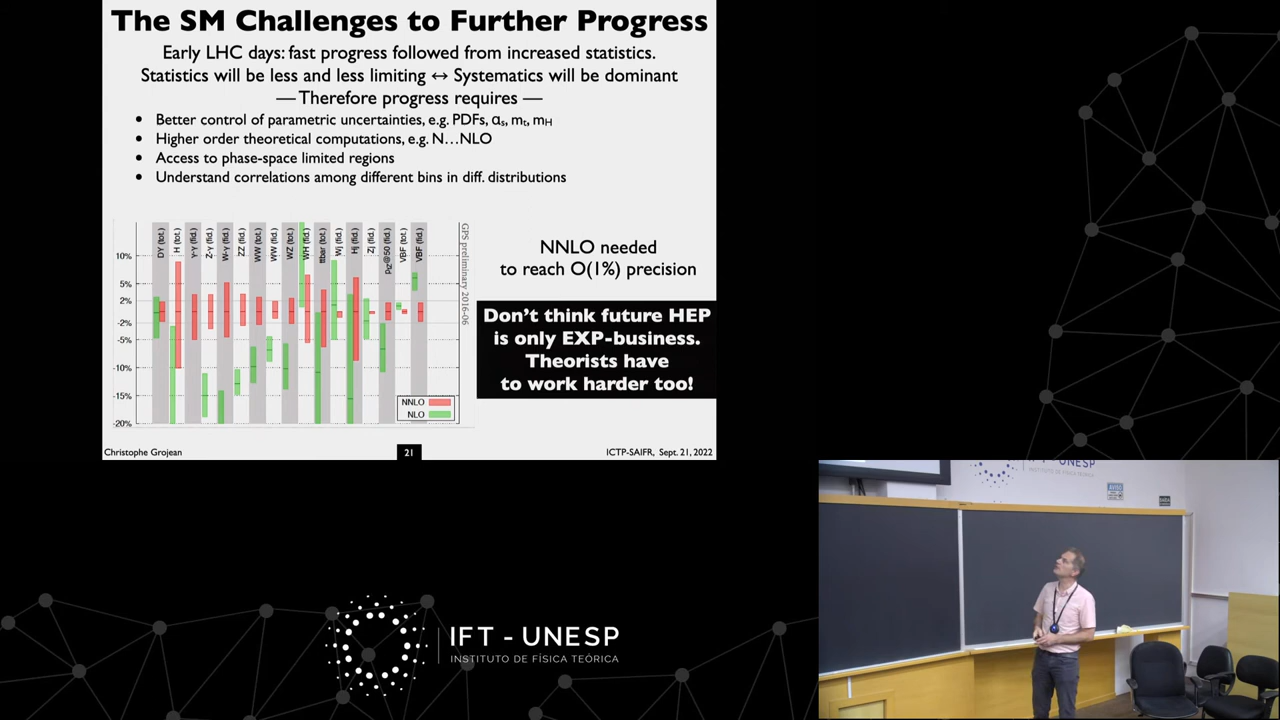 The SM Challenges to Further Progress
Early LHC days: fast progress followed from increased statistics.
Statistics will be less and less limiting ↔ Systematics will be dominant
— Therefore progress requires —
• Better control of parametric uncertainties, e.g. PDFs, αs, mt, mH
• Higher order theoretical computations, e.g. N…NLO
• Access to phase-space limited regions
• Understand correlations among different bins in diff. distributions
DY (tot.)
H (tot.)
γ-γ (fid.)
Z-γ (fid.)
W-γ (fid.)
ZZ (fid.)
WW (tot.)
WW (fid.)
WZ (tot.)
WH (fid.)
ttbar (tot.)
Wj (fid.)
Hj (fid.)
Zj (fid.)
pZ@50 (fid.)
VBF (tot.)
VBF (fid.)
10%
5%
2%
-2%
-5%
-10%
-15%
-20%
NNLO
NLO
GPS preliminary 2016-06
NNLO needed
to reach O(1%) precision
Don't think future HEP
is only EXP-business.
Theorists have
to work harder too!
Christophe Grojean
21
ICTP-SAIFR, Sept. 21, 2022
IFT - UNESP
INSTITUTO DE FÍSICA TEÓRICA
AVISO